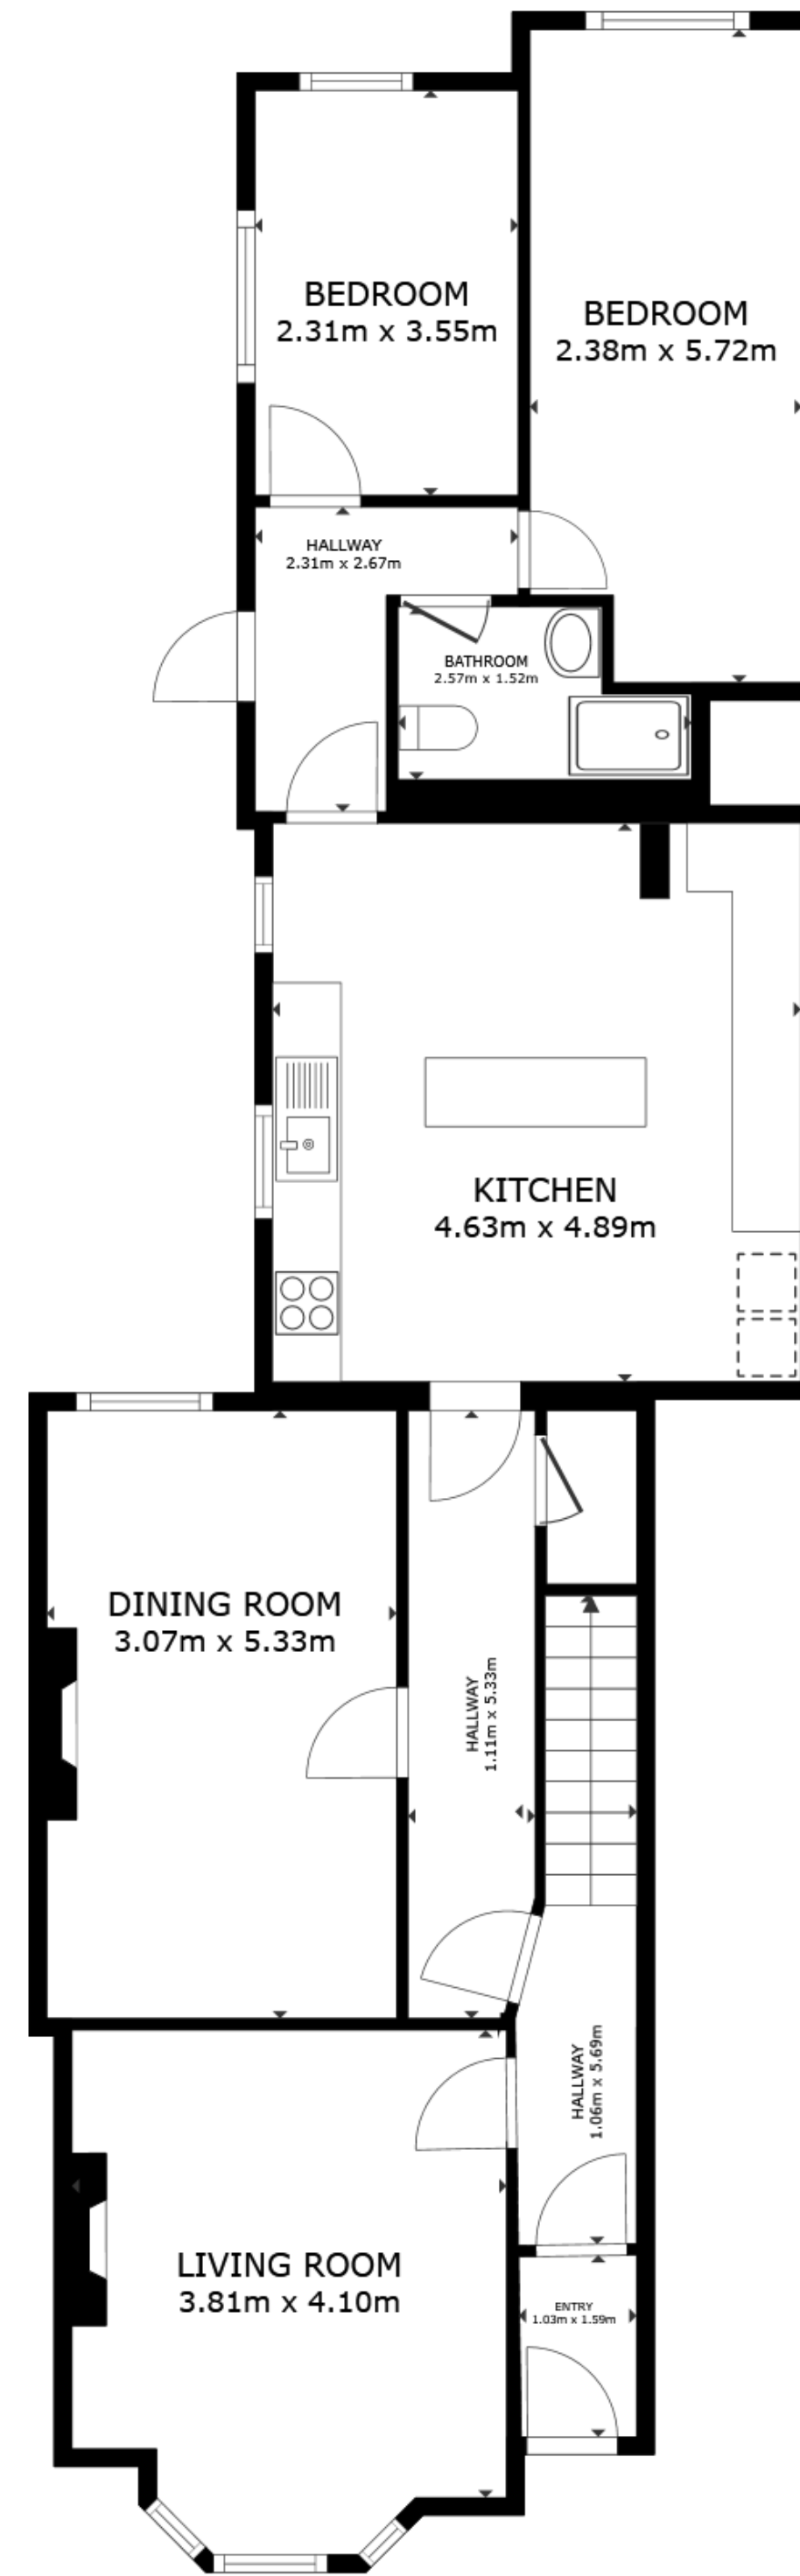 BEDROOM
2.31m x 3.55m
BEDROOM
2.38m x 5.72m
HALLWAY
2.31m x 2.67m
BATHROOM
2.57m x 1.52m
KITCHEN
4.63m x 4.89m
DINING ROOM
3.07m x 5.33m
HALLWAY
1.11m x 5.33m
HALLWAY
1.06m x 5.69m
LIVING ROOM
3.81m x 4.10m
ENTRY
1.03m x 1.59m